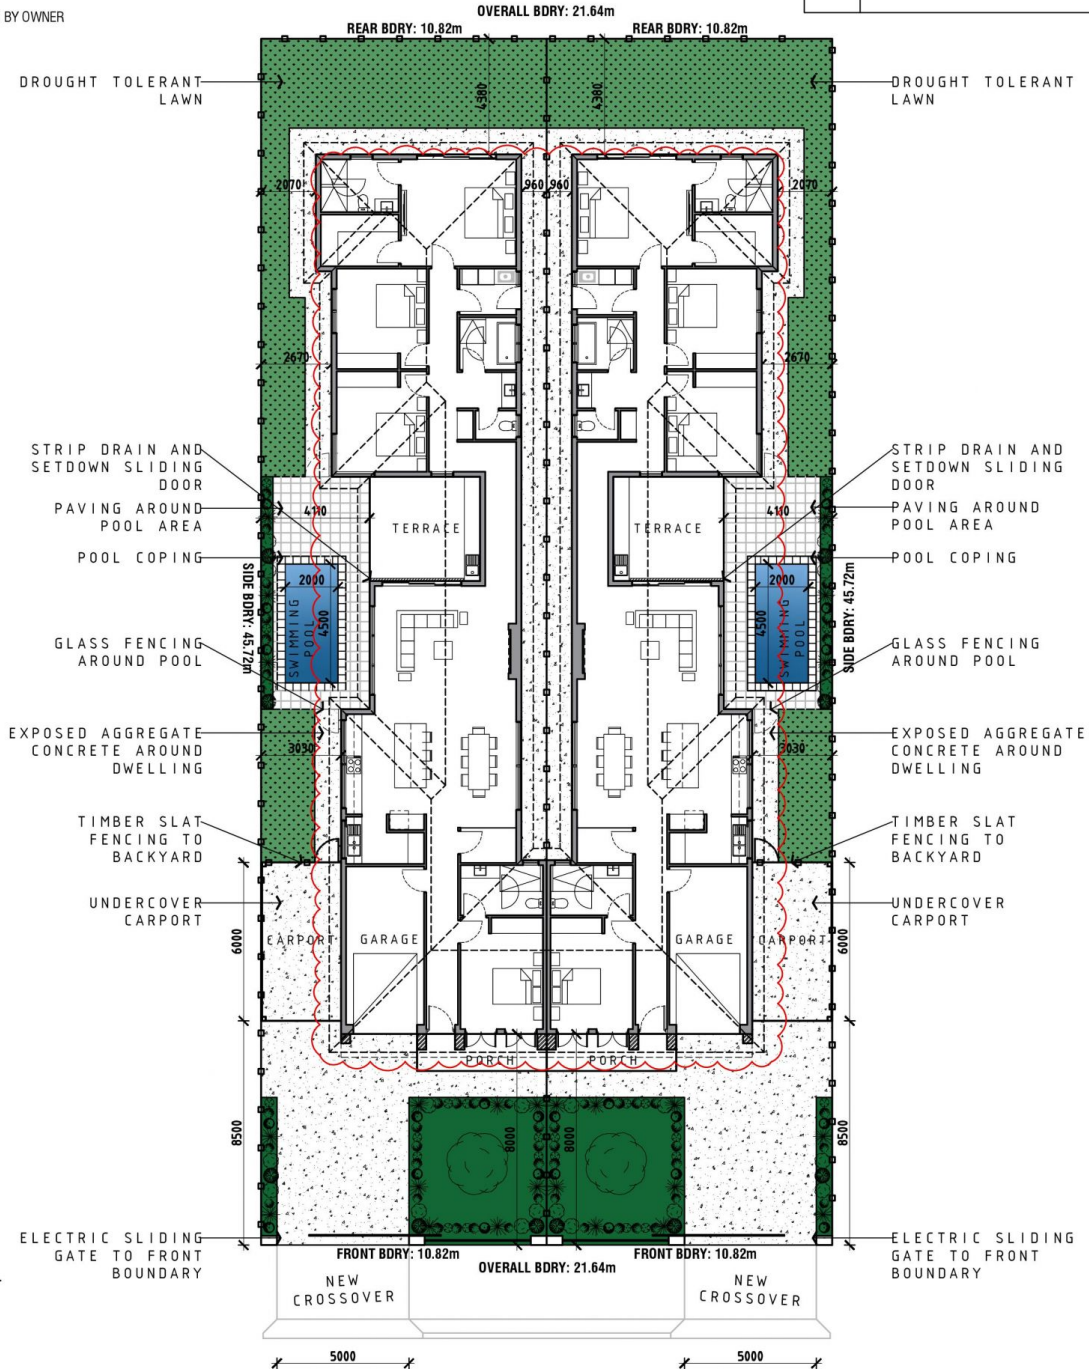 BY OWNER
OVERALL BDRY: 21.64m
REAR BDRY: 10.82m
REAR BDRY: 10.82m
DROUGHT TOLERANT
LAWN
DROUGHT TOLERANT
LAWN
4380
4380
2070
960
960
2070
2670
2670
STRIP DRAIN AND
SETDOWN SLIDING
DOOR
STRIP DRAIN AND
SETDOWN SLIDING
DOOR
PAVING AROUND
POOL AREA
PAVING AROUND
POOL AREA
4110
4110
TERRACE
TERRACE
POOL COPING
POOL COPING
SIDE BDRY: 45.72m
2000
4500
SWIMMING
POOL
2000
4500
SWIMMING
POOL
SIDE BDRY: 45.72m
GLASS FENCING
AROUND POOL
GLASS FENCING
AROUND POOL
EXPOSED AGGREGATE
CONCRETE AROUND
DWELLING
EXPOSED AGGREGATE
CONCRETE AROUND
DWELLING
3030
3030
TIMBER SLAT
FENCING TO
BACKYARD
TIMBER SLAT
FENCING TO
BACKYARD
UNDERCOVER
CARPORT
UNDERCOVER
CARPORT
6000
CARPORT
GARAGE
GARAGE
CARPORT
6000
PORCH
PORCH
8500
8000
8000
8500
ELECTRIC SLIDING
GATE TO FRONT
BOUNDARY
ELECTRIC SLIDING
GATE TO FRONT
BOUNDARY
FRONT BDRY: 10.82m
FRONT BDRY: 10.82m
OVERALL BDRY: 21.64m
NEW
CROSSOVER
NEW
CROSSOVER
5000
5000